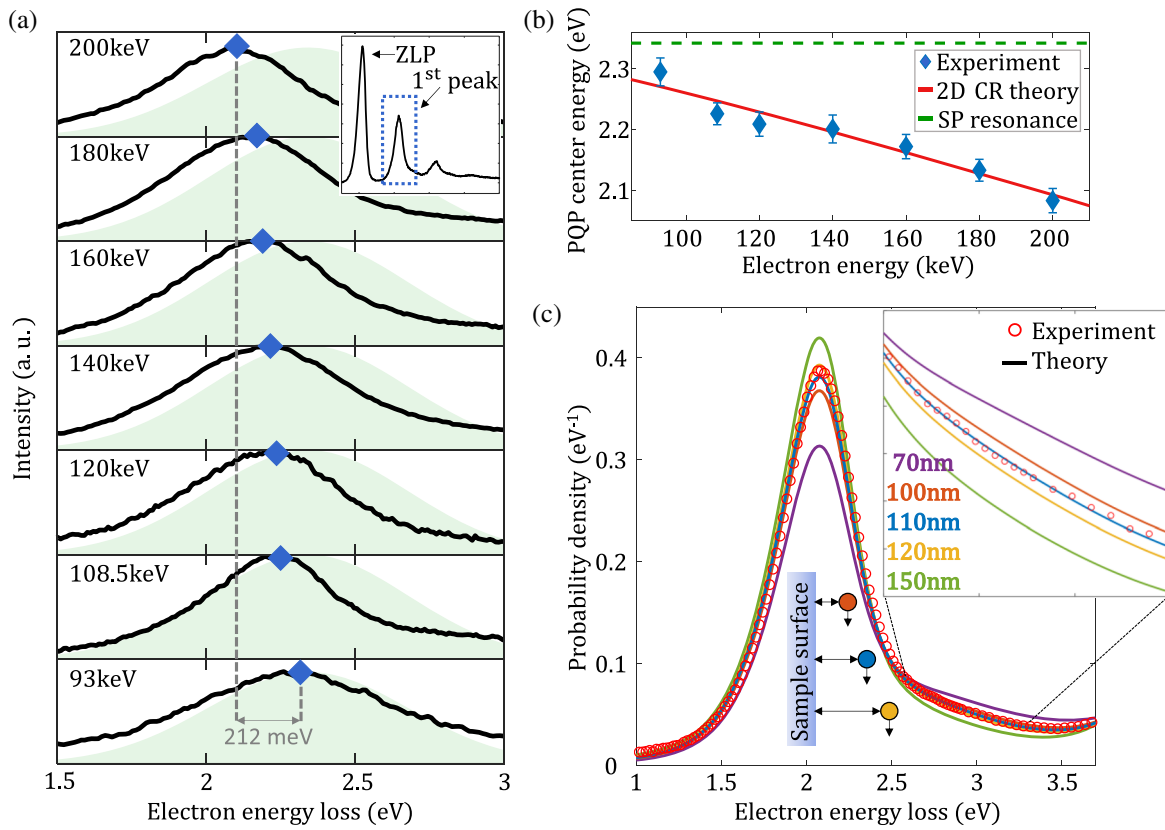 (a)
200keV
180keV
160keV
140keV
120keV
108.5keV
93keV
212 meV
ZLP
1st peak
Intensity (a. u.)
1.5 2 2.5 3
Electron energy loss (eV)
(b)
PQP center energy (eV)
2.3
2.2
2.1
Experiment
2D CR theory
SP resonance
100 120 140 160 180 200
Electron energy (keV)
(c)
Probability density (eV-1)
0.4
0.3
0.2
0.1
0
Experiment
Theory
70nm
100nm
110nm
120nm
150nm
Sample surface
1 1.5 2 2.5 3 3.5
Electron energy loss (eV)